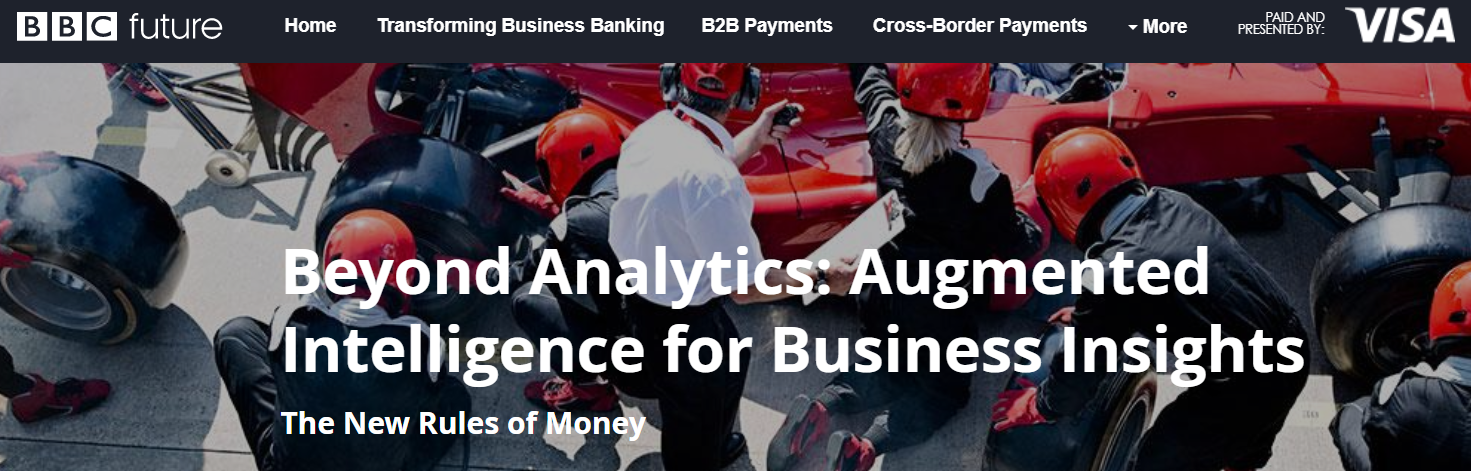 BBC future
Home
Transforming Business Banking
B2B Payments
Cross-Border Payments
More
PAID AND
PRESENTED BY:
VISA
Beyond Analytics: Augmented
Intelligence for Business Insights
The New Rules of Money